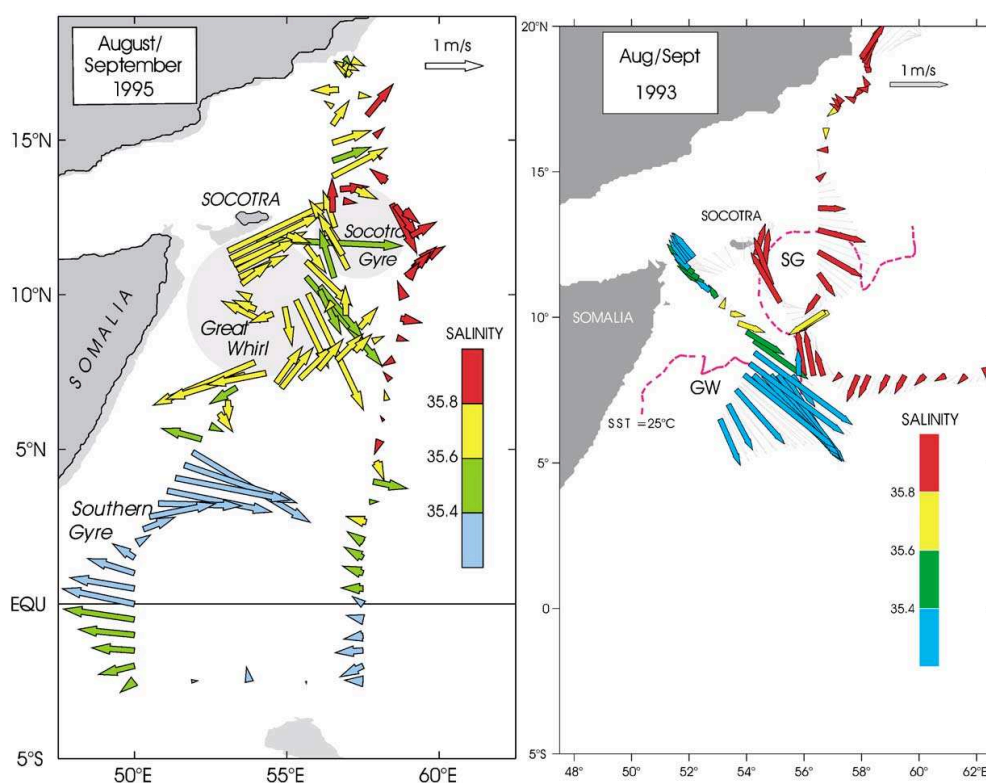 August/
September
1995
1 m/s
15°N
SOCOTRA
Socotra
Gyre
10°N
SOMALIA
Great
Whirl
SALINITY
35.8
35.6
35.4
5°N
Southern
Gyre
EQU
5°S
50°E
55°E
60°E
20°N
Aug/Sept
1993
1 m/s
15°
SOCOTRA
SG
10°
SOMALIA
GW
SST = 25°C
SALINITY
35.8
35.6
35.4
5°
0°
5°S
48°
50°
52°
54°
56°
58°
60°
62°E